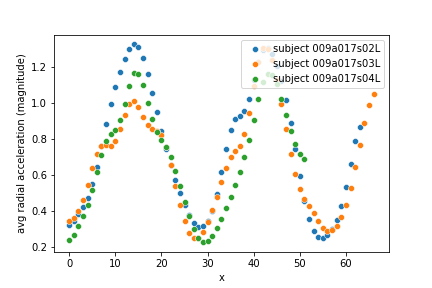 subject 009a017s02L
subject 009a017s03L
subject 009a017s04L
avg radial acceleration (magnitude)
1.2
1.0
0.8
0.6
0.4
0.2
0 10 20 30 40 50 60
x